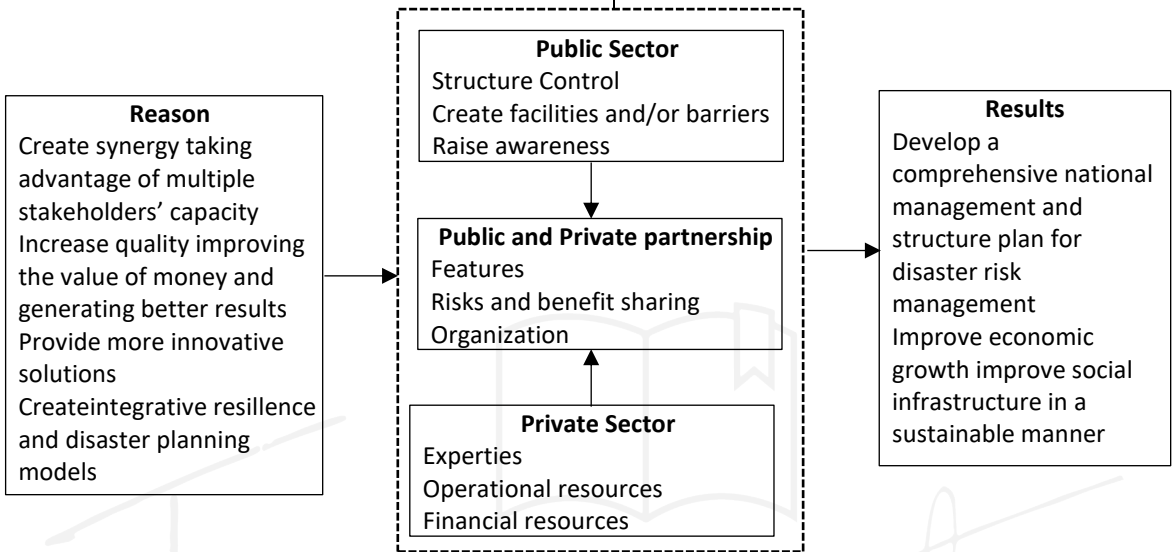 Reason
Create synergy taking
advantage of multiple
stakeholders’ capacity
Increase quality improving
the value of money and
generating better results
Provide more innovative
solutions
Createintegrative resillence
and disaster planning
models
Public Sector
Structure Control
Create facilities and/or barriers
Raise awareness
Public and Private partnership
Features
Risks and benefit sharing
Organization
Private Sector
Experties
Operational resources
Financial resources
Results
Develop a
comprehensive national
management and
structure plan for
disaster risk
management
Improve economic
growth improve social
infrastructure in a
sustainable manner